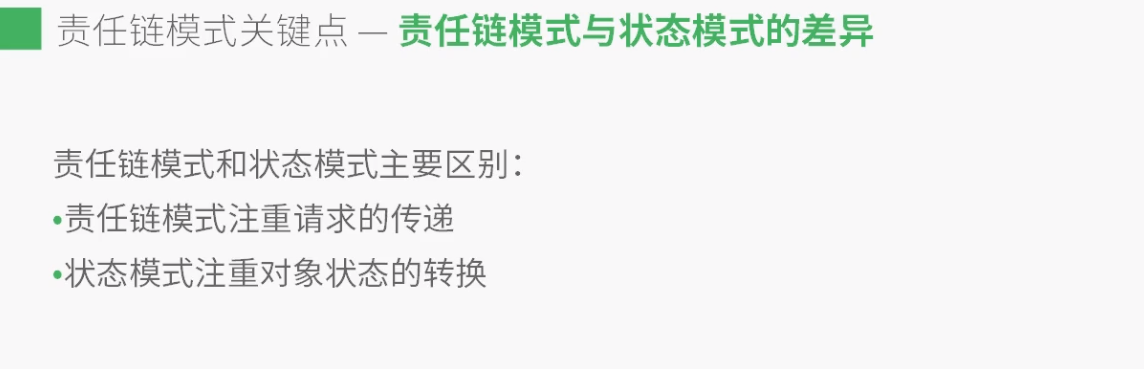 责任链模式关键点 — 责任链模式与状态模式的差异
责任链模式和状态模式主要区别：
•责任链模式注重请求的传递
•状态模式注重对象状态的转换